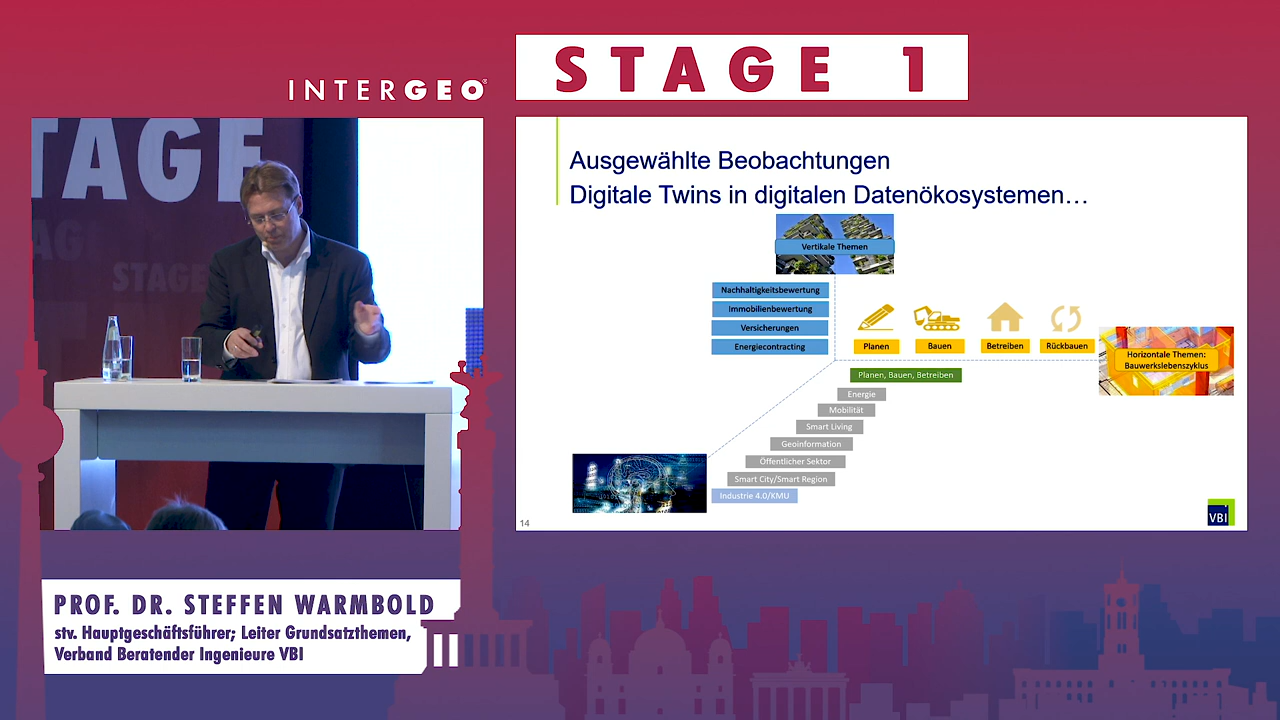 INTERGEO
STAGE 1
TAGE
AG
STAGE
Ausgewählte Beobachtungen
Digitale Twins in digitalen Datenökosystemen…
Vertikale Themen
Nachhaltigkeitsbewertung
Immobilienbewertung
Versicherungen
Energiecontracting
Planen
Bauen
Betreiben
Rückbauen
Horizontale Themen:
Bauwerkslebenszyklus
Planen, Bauen, Betreiben
Energie
Mobilität
Smart Living
Geoinformation
Öffentlicher Sektor
Smart City/Smart Region
Industrie 4.0/KMU
14
VBI
PROF. DR. STEFFEN WARMBOLD
stv. Hauptgeschäftsführer; Leiter Grundsatzthemen,
Verband Beratender Ingenieure VBI